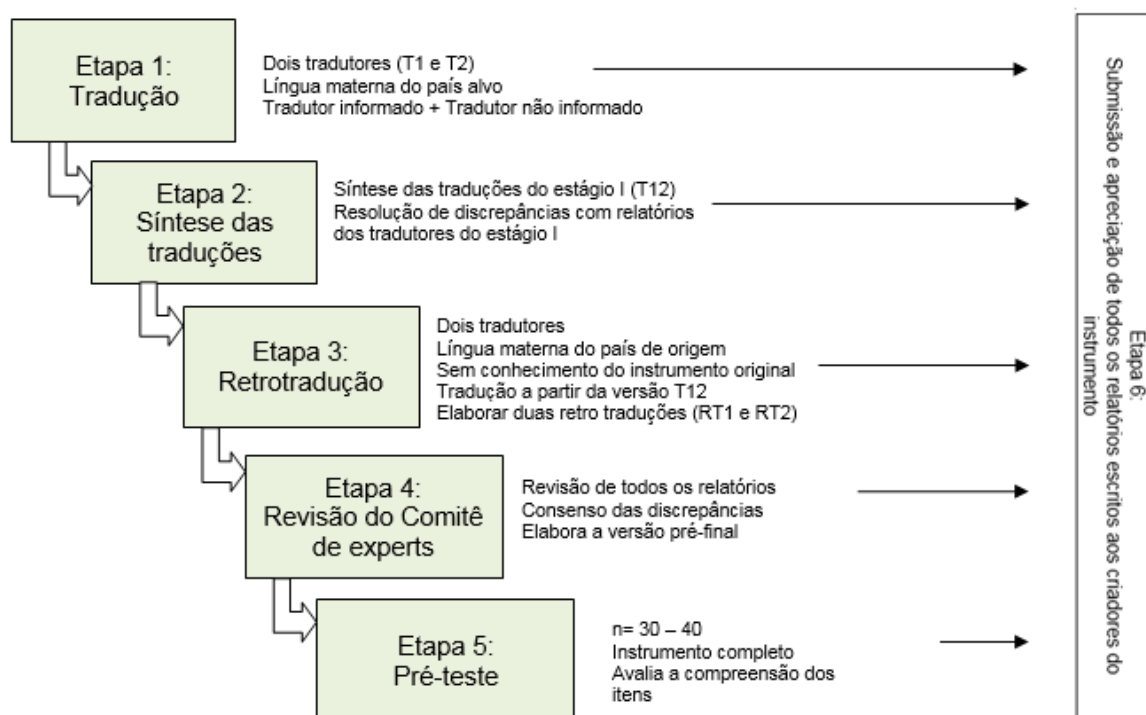 Etapa 1:
Tradução
Dois tradutores (T1 e T2)
Língua materna do país alvo
Tradutor informado + Tradutor não informado
Etapa 2:
Síntese das
traduções
Síntese das traduções do estágio I (T12)
Resolução de discrepâncias com relatórios
dos tradutores do estágio I
Etapa 3:
Retrotradução
Dois tradutores
Língua materna do país de origem
Sem conhecimento do instrumento original
Tradução a partir da versão T12
Elaborar duas retro traduções (RT1 e RT2)
Etapa 4:
Revisão do Comitê
de experts
Revisão de todos os relatórios
Consenso das discrepâncias
Elabora a versão pré-final
Etapa 5:
Pré-teste
n= 30 – 40
Instrumento completo
Avalia a compreensão dos
itens
Etapa 6:
Submissão e apreciação de todos os relatórios escritos aos criadores do
instrumento